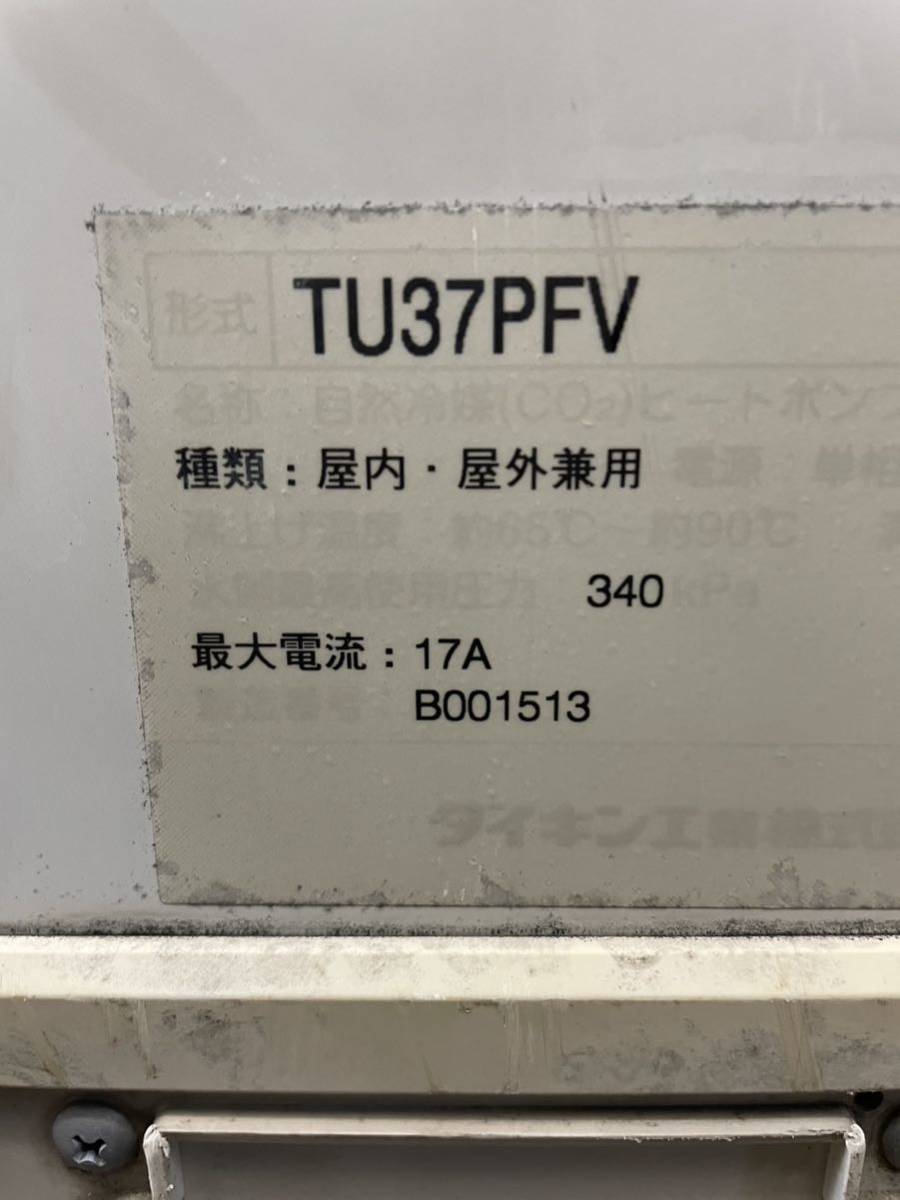 形式 TU37PFV
名称：自然冷媒(CO₂)ヒートポンプ
種類：屋内・屋外兼用 電源：単相
沸上げ温度：約65℃～約90℃
水側最高使用圧力 340 kPa
最大電流：17A
製造番号：B001513
ダイキン工業株式